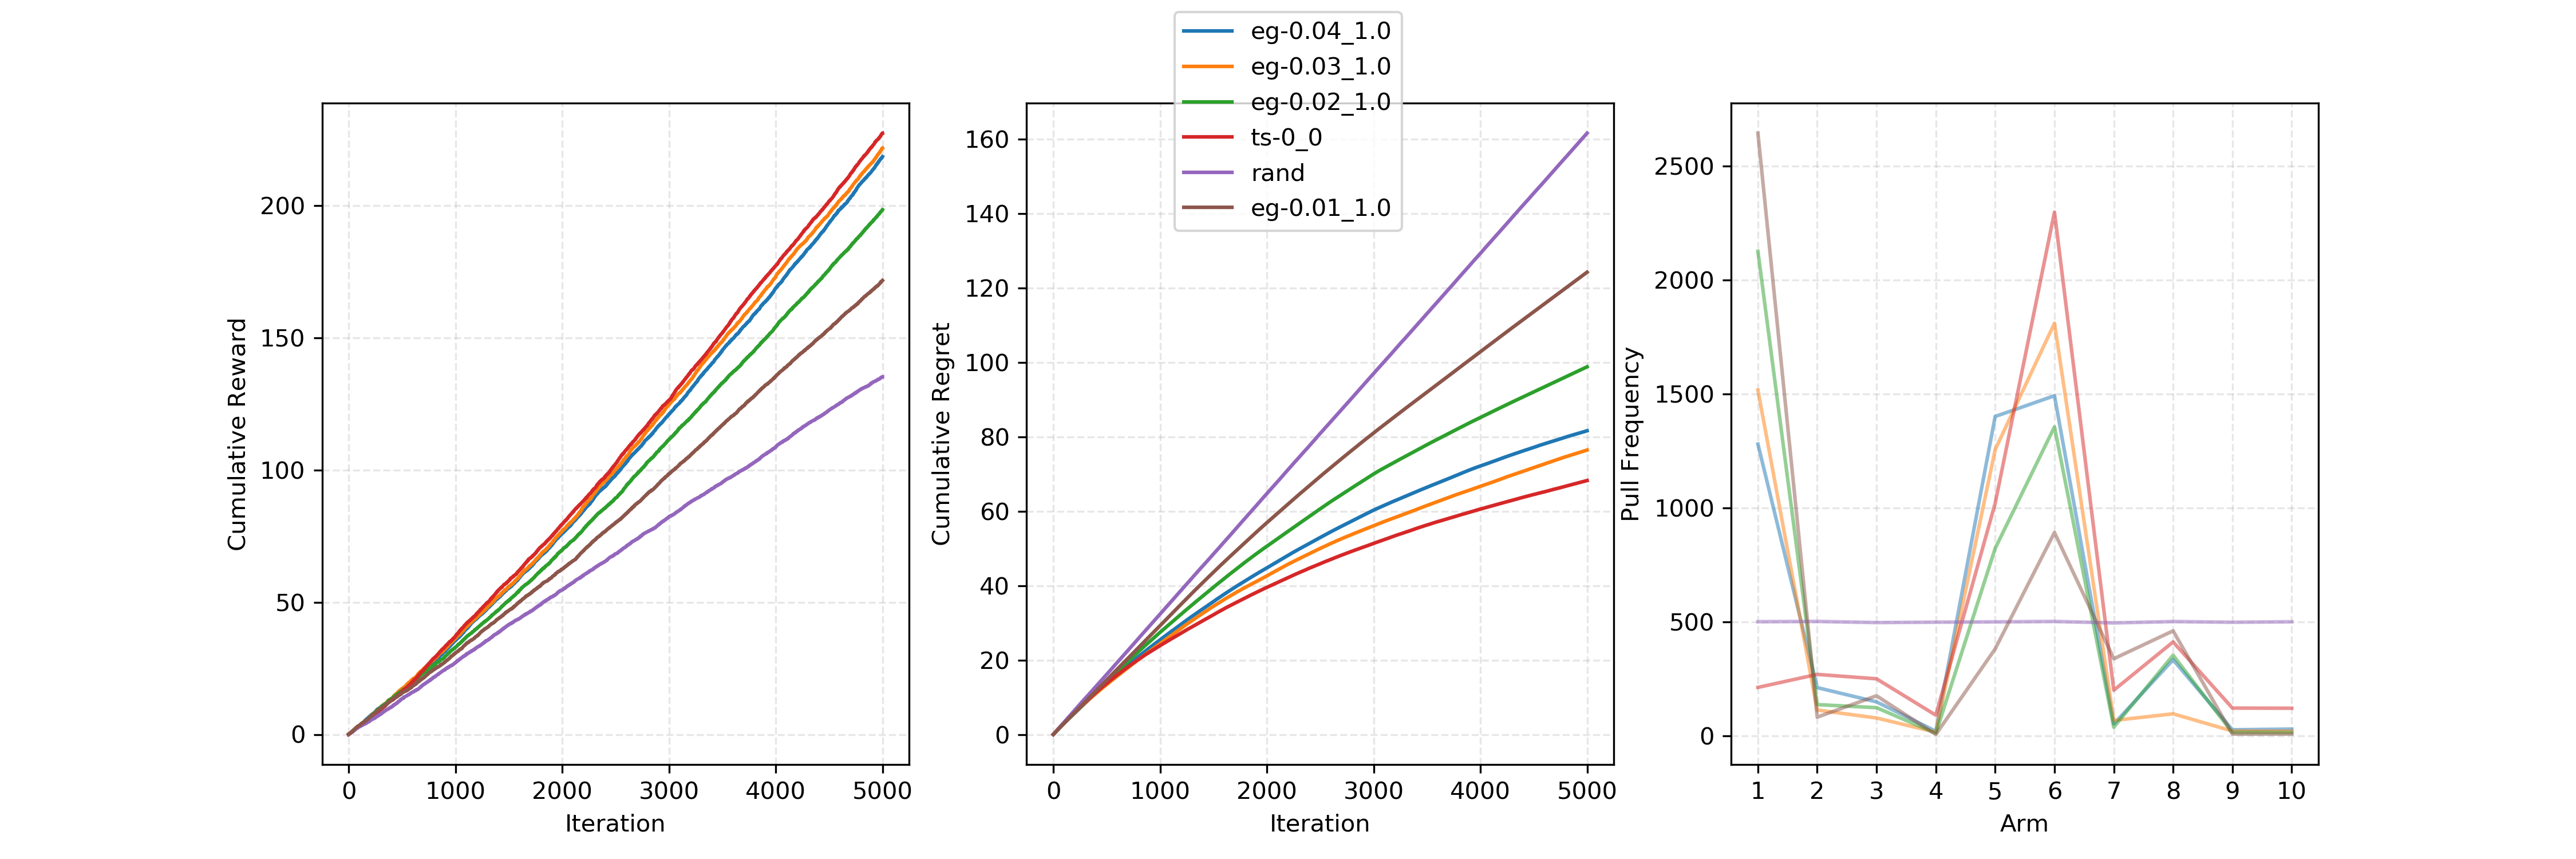 eg-0.04_1.0
eg-0.03_1.0
eg-0.02_1.0
ts-0_0
rand
eg-0.01_1.0
Cumulative Reward
200
150
100
50
0
0 1000 2000 3000 4000 5000
Iteration
Cumulative Regret
160
140
120
100
80
60
40
20
0
0 1000 2000 3000 4000 5000
Iteration
Pull Frequency
2500
2000
1500
1000
500
0
1 2 3 4 5 6 7 8 9 10
Arm